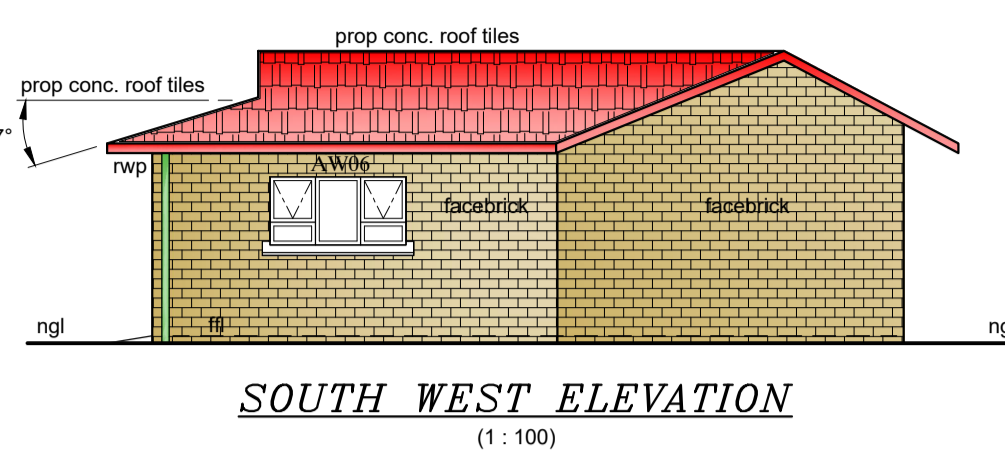 prop conc. roof tiles
prop conc. roof tiles
7°
rwp
AW06
facebrick
facebrick
ngl
ffl
SOUTH WEST ELEVATION
(1 : 100)